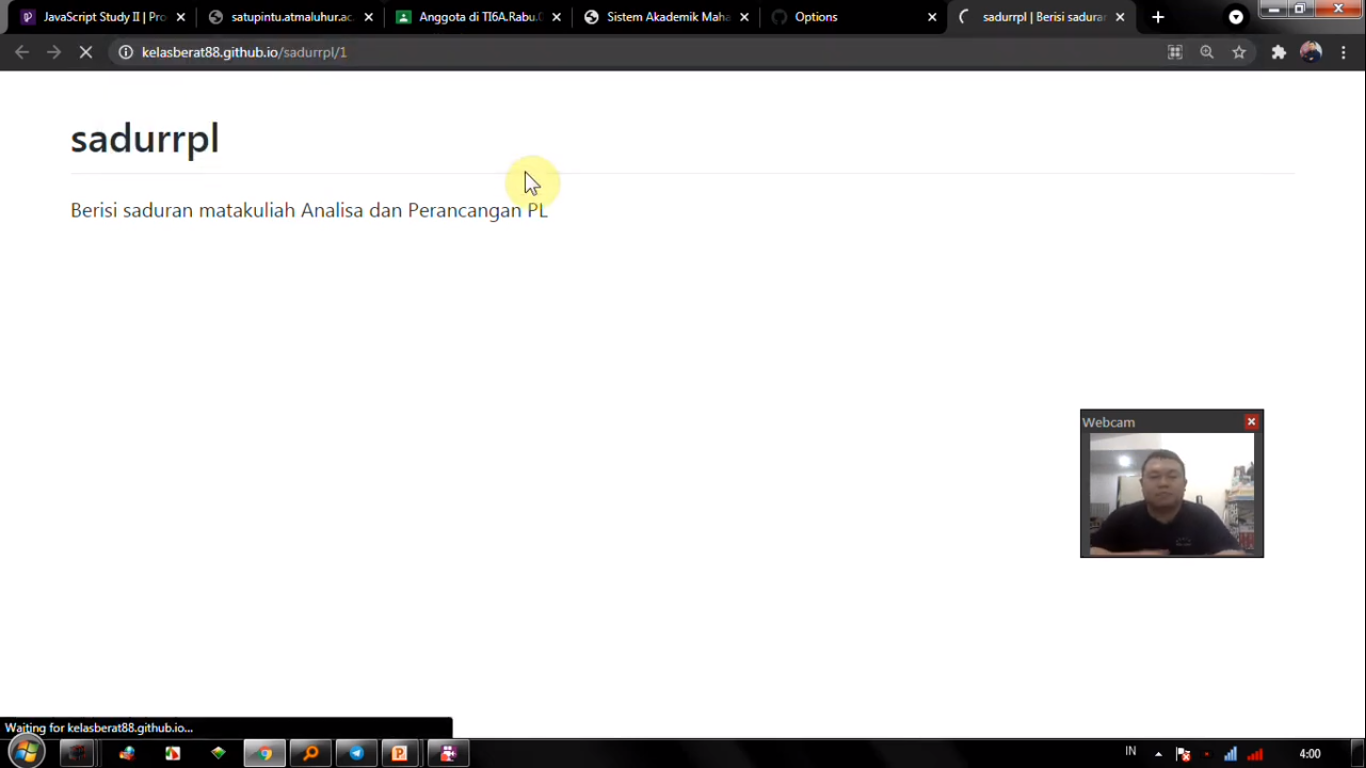 JavaScript Study II | Pro
satupintu.atmaluhur.ac.
Anggota di TI6A.Rabu.0
Sistem Akademik Maha
Options
sadurrpl | Berisi saduran
kelasberat88.github.io/sadurrpl/1
sadurrpl
Berisi saduran matakuliah Analisa dan Perancangan PL
Webcam
Waiting for kelasberat88.github.io...
IN
4:00